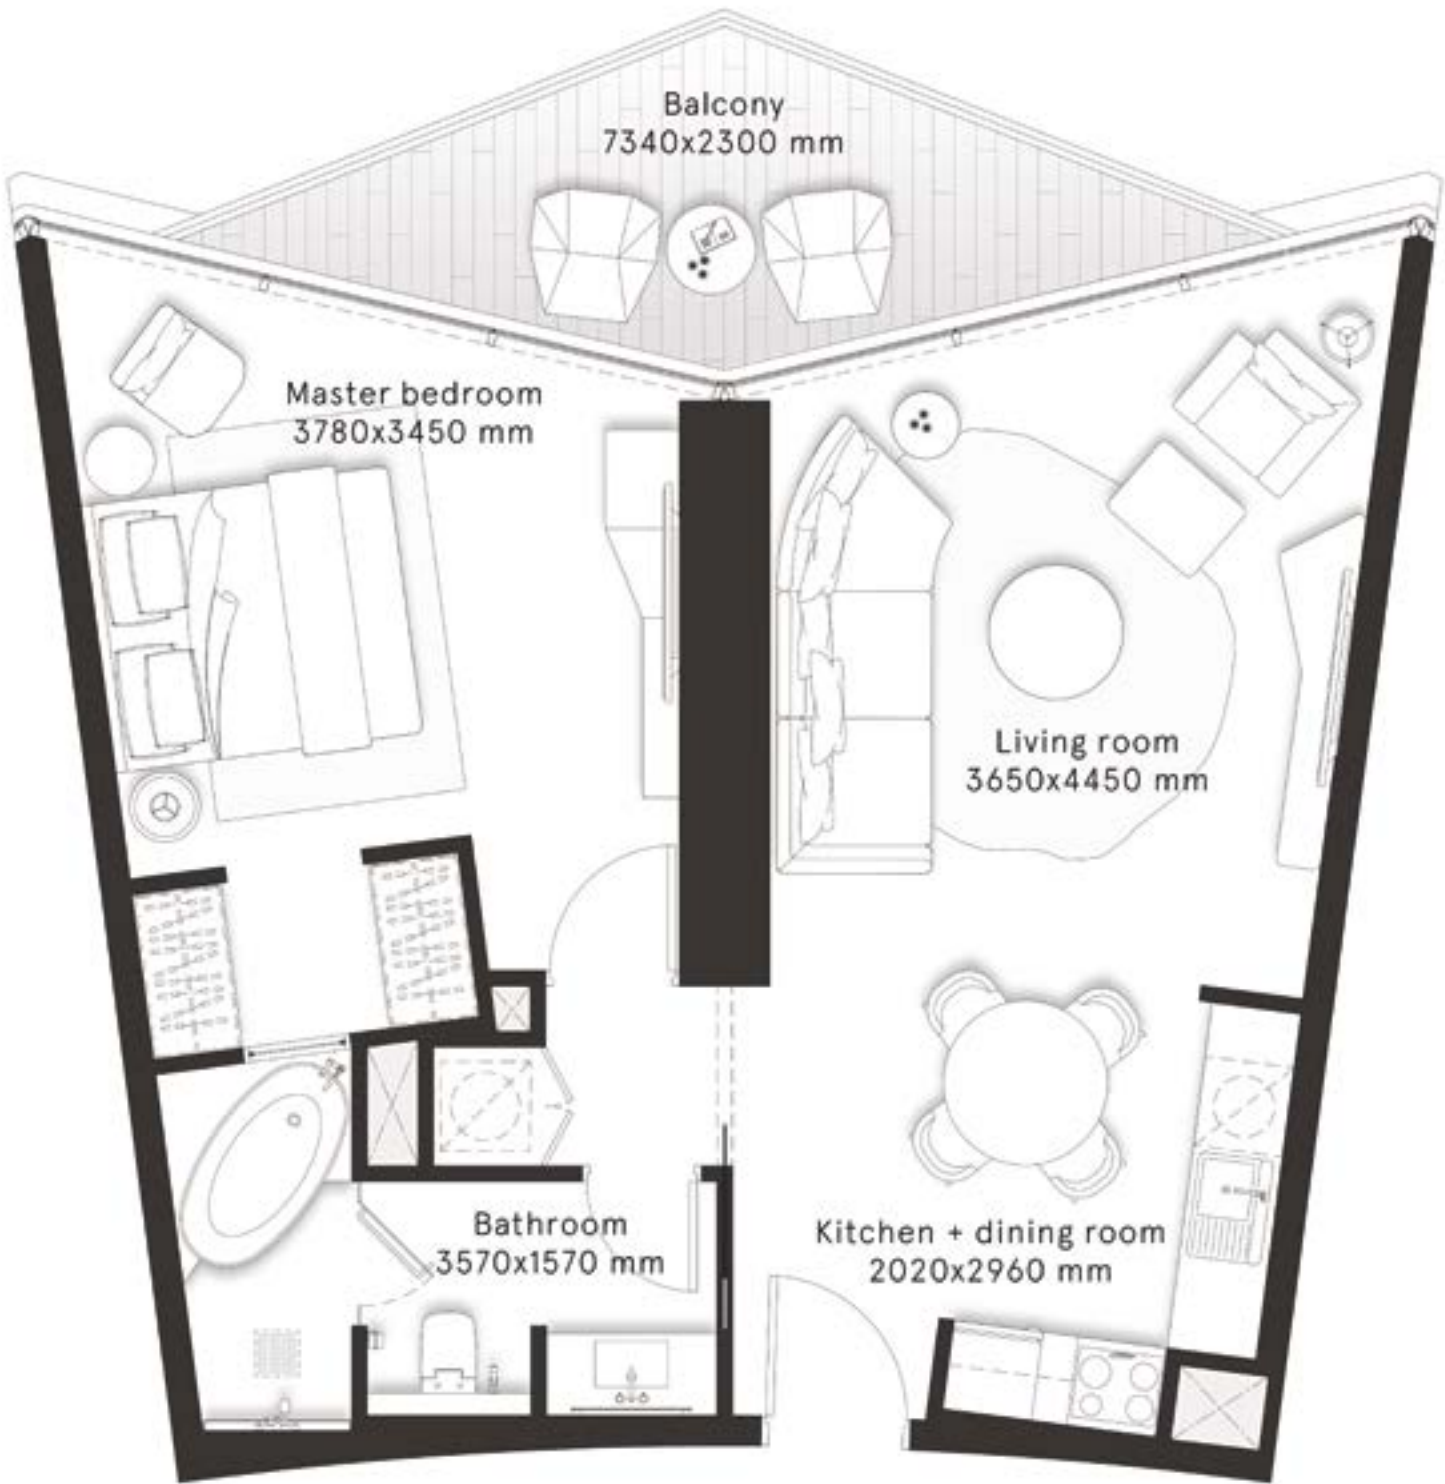 Balcony
7340x2300 mm
Master bedroom
3780x3450 mm
Living room
3650x4450 mm
Bathroom
3570x1570 mm
Kitchen + dining room
2020x2960 mm